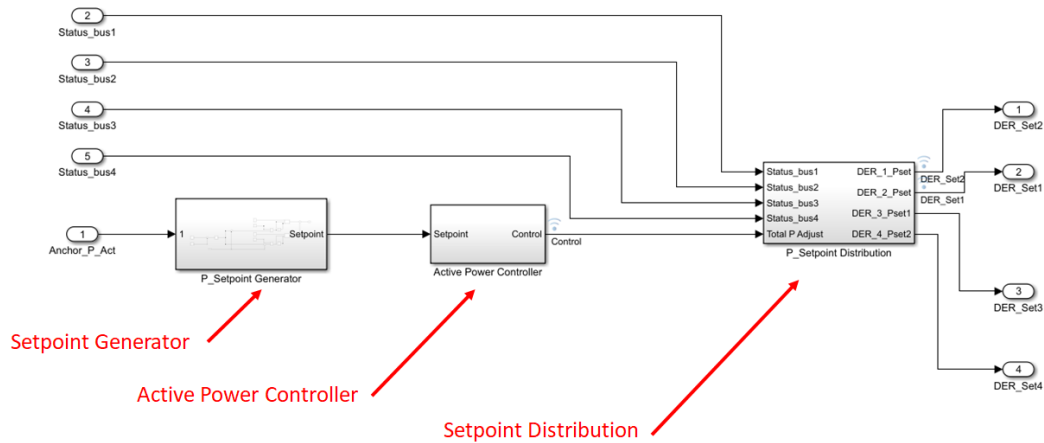 2
Status_bus1
3
Status_bus2
4
Status_bus3
5
Status_bus4
1
Anchor_P_Act
1
Setpoint
P_Setpoint Generator
Setpoint
Control
Active Power Controller
Control
Status_bus1
Status_bus2
Status_bus3
Status_bus4
Total P Adjust
DER_1_Pset
DER_2_Pset
DER_3_Pset1
DER_4_Pset2
P_Setpoint Distribution
DER_Set2
DER_Set1
1
DER_Set2
2
DER_Set1
3
DER_Set3
4
DER_Set4
Setpoint Generator
Active Power Controller
Setpoint Distribution